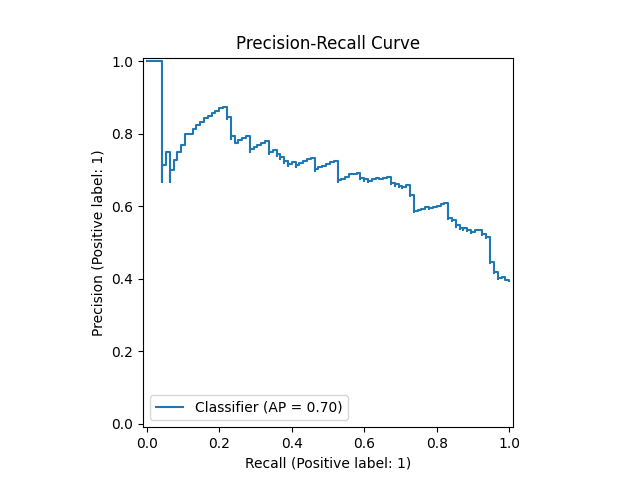 Precision-Recall Curve
1.0
0.8
0.6
0.4
0.2
0.0
Precision (Positive label: 1)
Classifier (AP = 0.70)
0.0 0.2 0.4 0.6 0.8 1.0
Recall (Positive label: 1)